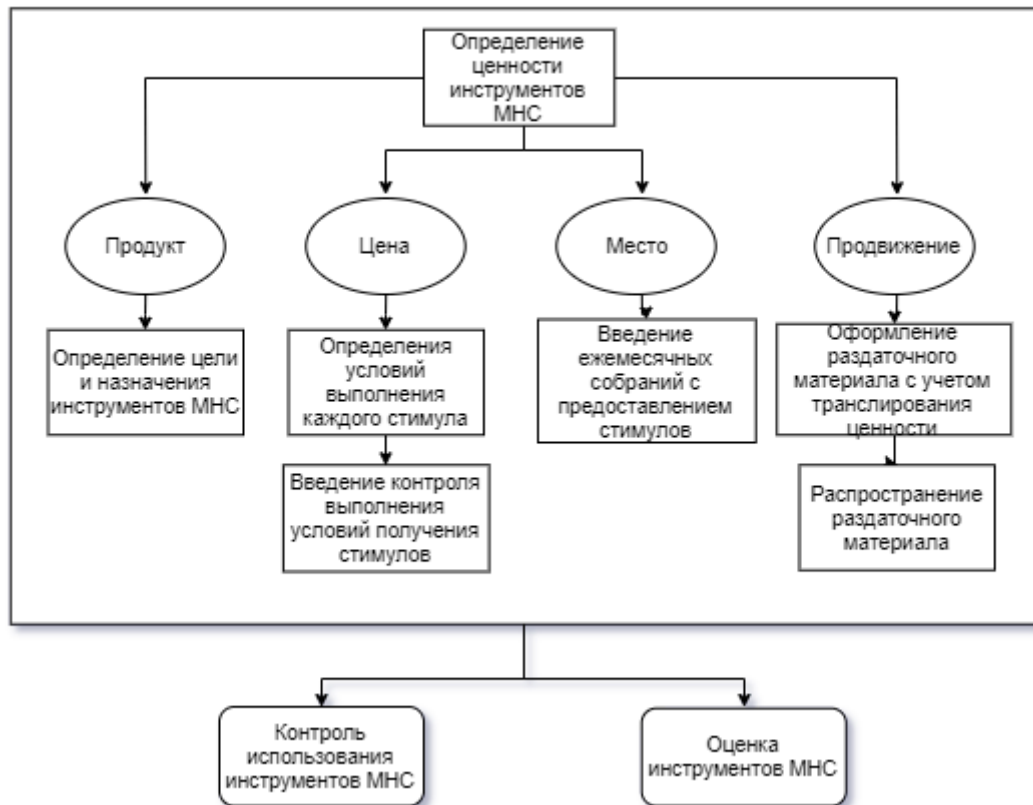 Определение
ценности
инструментов
МНС
Продукт
Цена
Место
Продвижение
Определение цели
и назначения
инструментов МНС
Определения
условий
выполнения
каждого стимула
Введение
ежемесячных
собраний с
предоставлением
стимулов
Оформление
раздаточного
материала с учетом
транслирования
ценности
Введение контроля
выполнения
условий получения
стимулов
Распространение
раздаточного
материала
Контроль
использования
инструментов МНС
Оценка
инструментов МНС